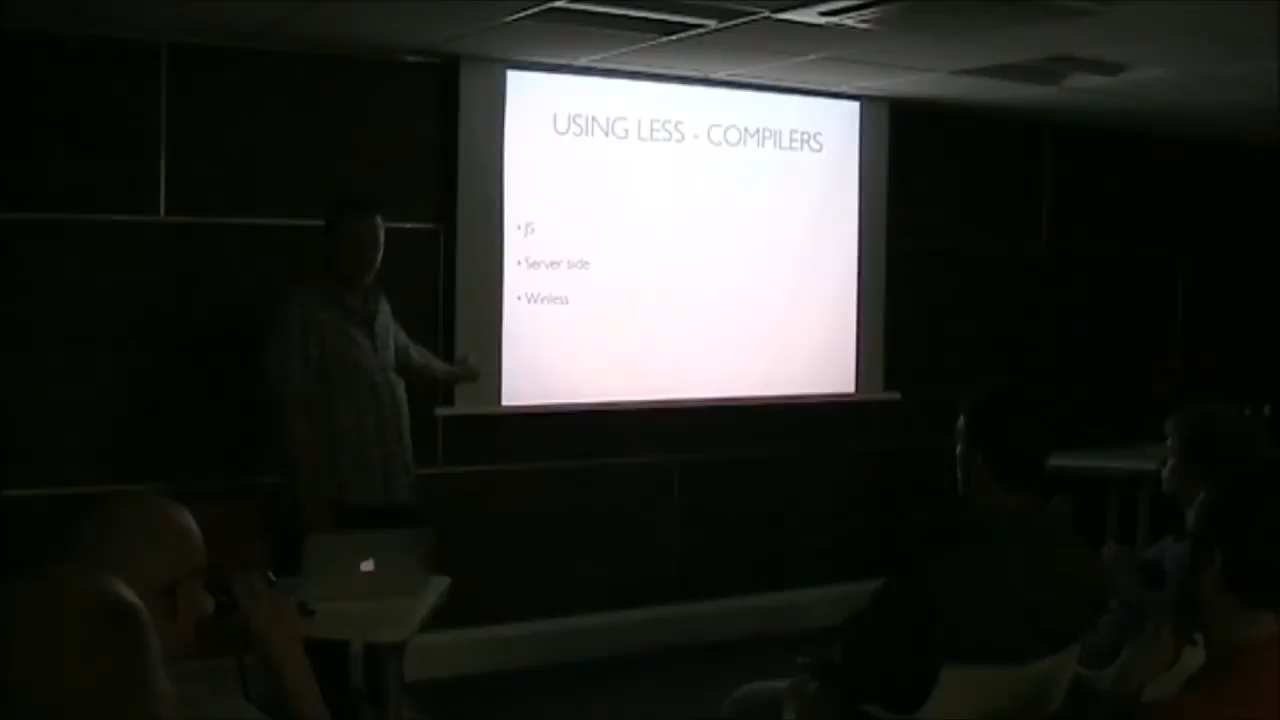 USING LESS - COMPILERS
• JS
• Server side
• Winless